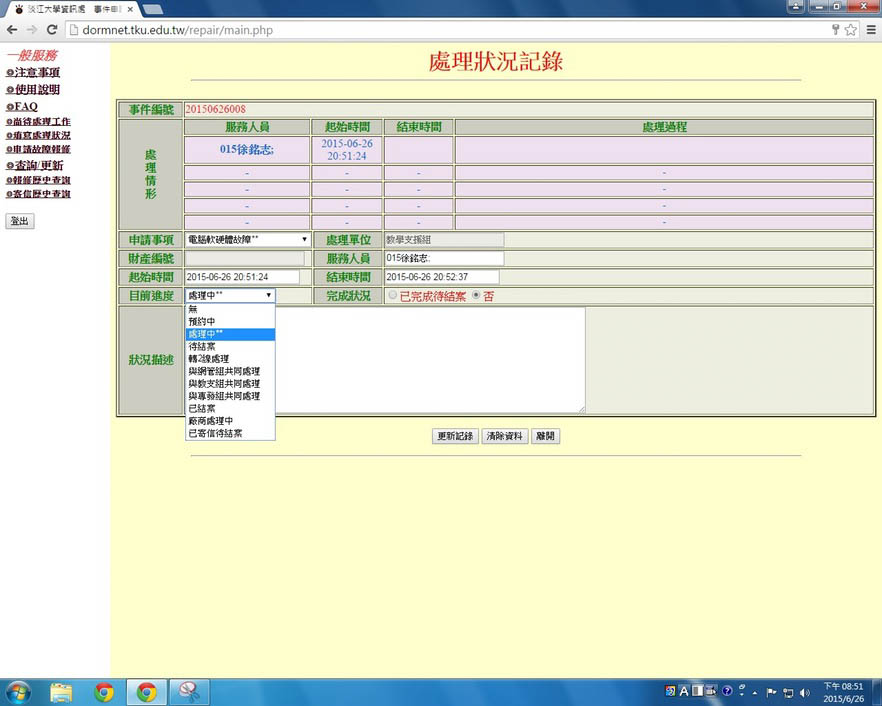 淡江大學資訊處 事件申
dormnet.tku.edu.tw/repair/main.php
一般服務
注意事項
使用說明
FAQ
尚待處理工作
填寫處理狀況
申請故障報修
查詢/更新
報修歷史查詢
寄信歷史查詢
登出
處理狀況記錄
事件編號 20150626008
處理情形
服務人員 起始時間 結束時間 處理過程
015徐銘志; 2015-06-26 20:51:24
- - - -
- - - -
- - - -
- - - -
申請事項 電腦軟硬體故障** 處理單位 教學支援組
財產編號 服務人員 015徐銘志;
起始時間 2015-06-26 20:51:24 結束時間 2015-06-26 20:52:37
目前進度 處理中** 完成狀況 已完成待結案 否
無
預約中
處理中**
待結案
轉2線處理
與網管組共同處理
與教支組共同處理
與專發組共同處理
已結案
廠商處理中
已寄信待結案
狀況描述
更新記錄 清除資料 離開
A
下午 08:51
2015/6/26